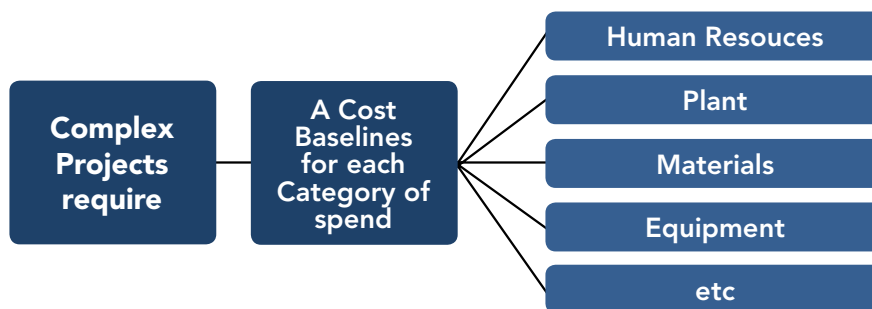 Complex
Projects
require
A Cost
Baselines
for each
Category of
spend
Human Resouces
Plant
Materials
Equipment
etc